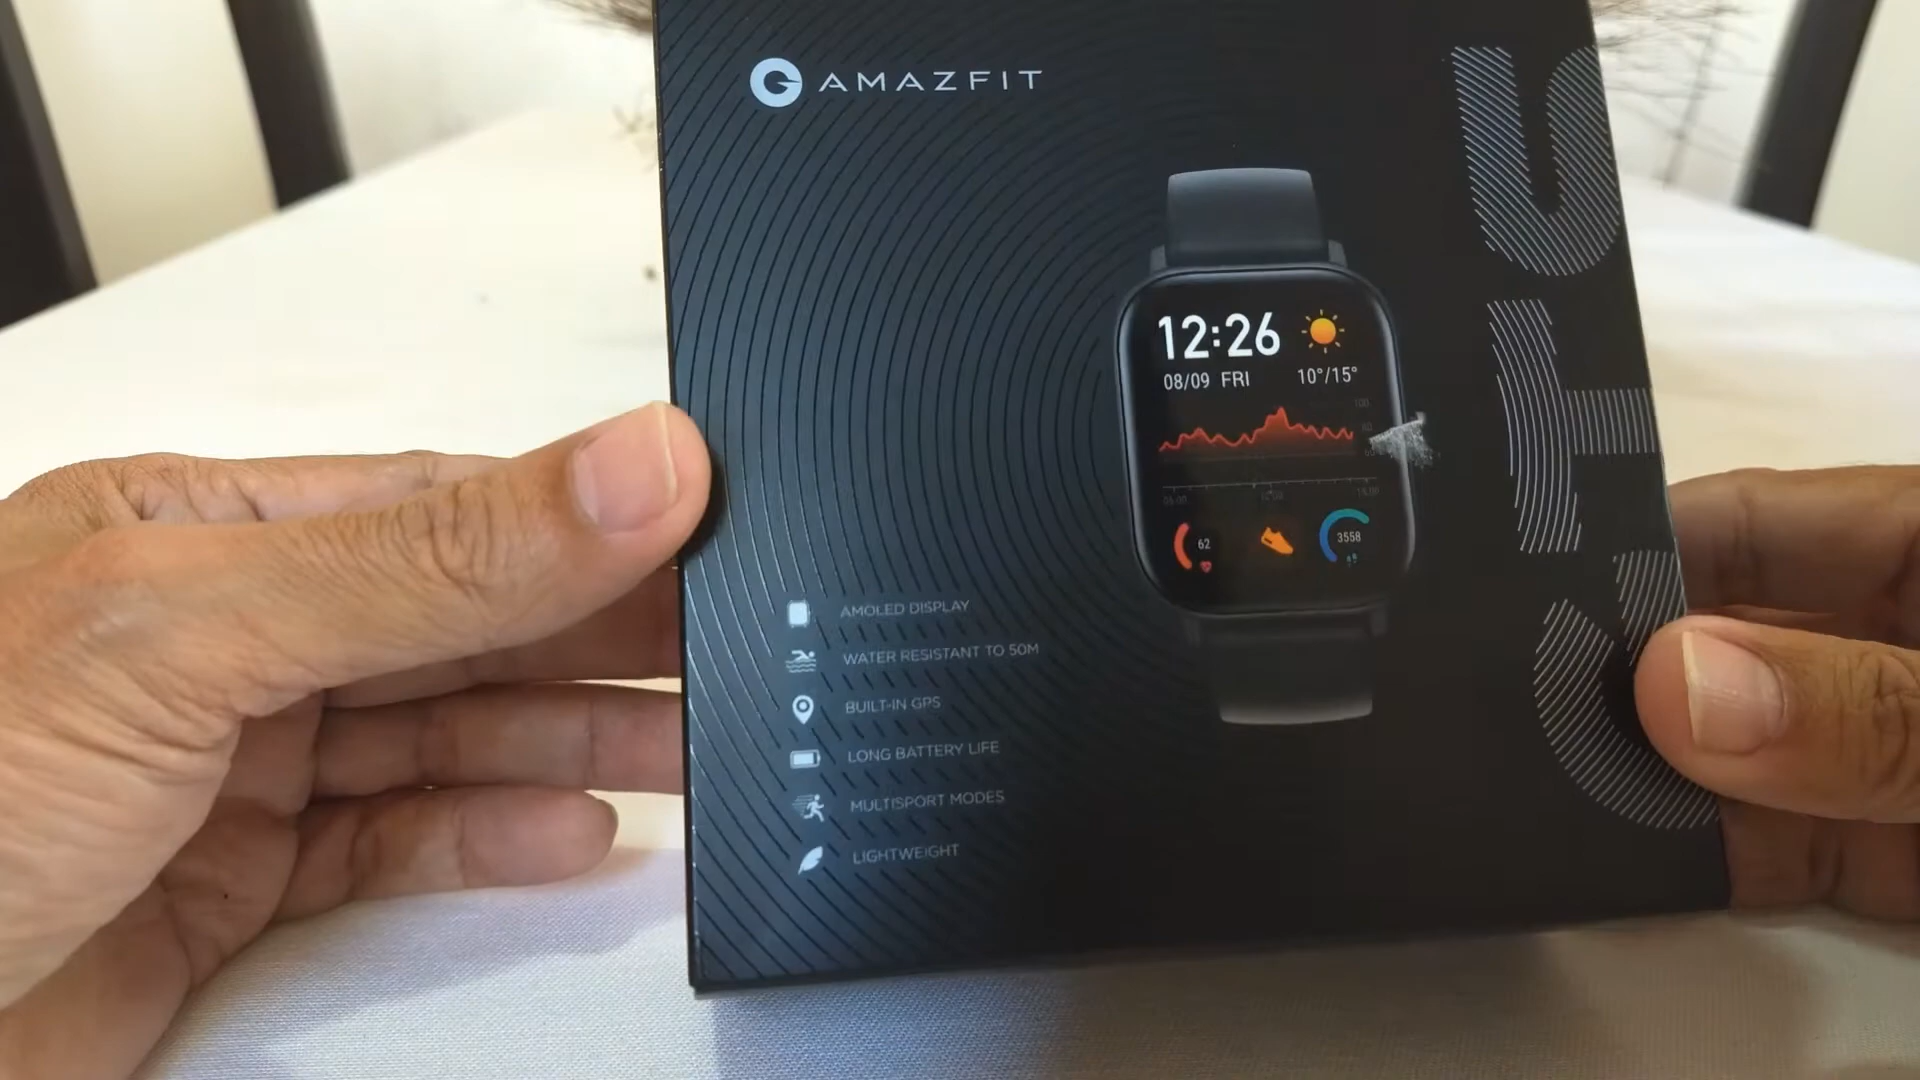 AMAZFIT
GTS
12:26
08/09 FRI 10°/15°
62
3558
AMOLED DISPLAY
WATER RESISTANT TO 50M
BUILT-IN GPS
LONG BATTERY LIFE
MULTISPORT MODES
LIGHTWEIGHT